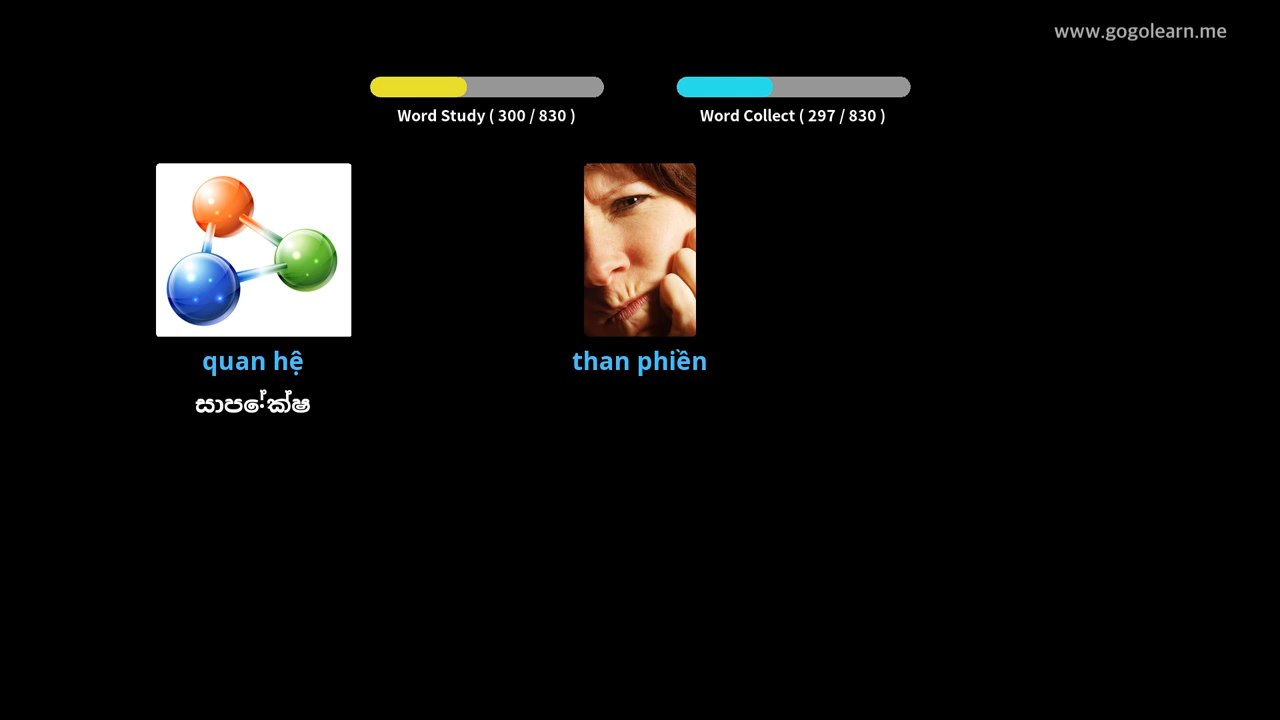 www.gogolearn.me
Word Study ( 300 / 830 )
Word Collect ( 297 / 830 )
quan hệ
than phiền
සාපේක්ෂ